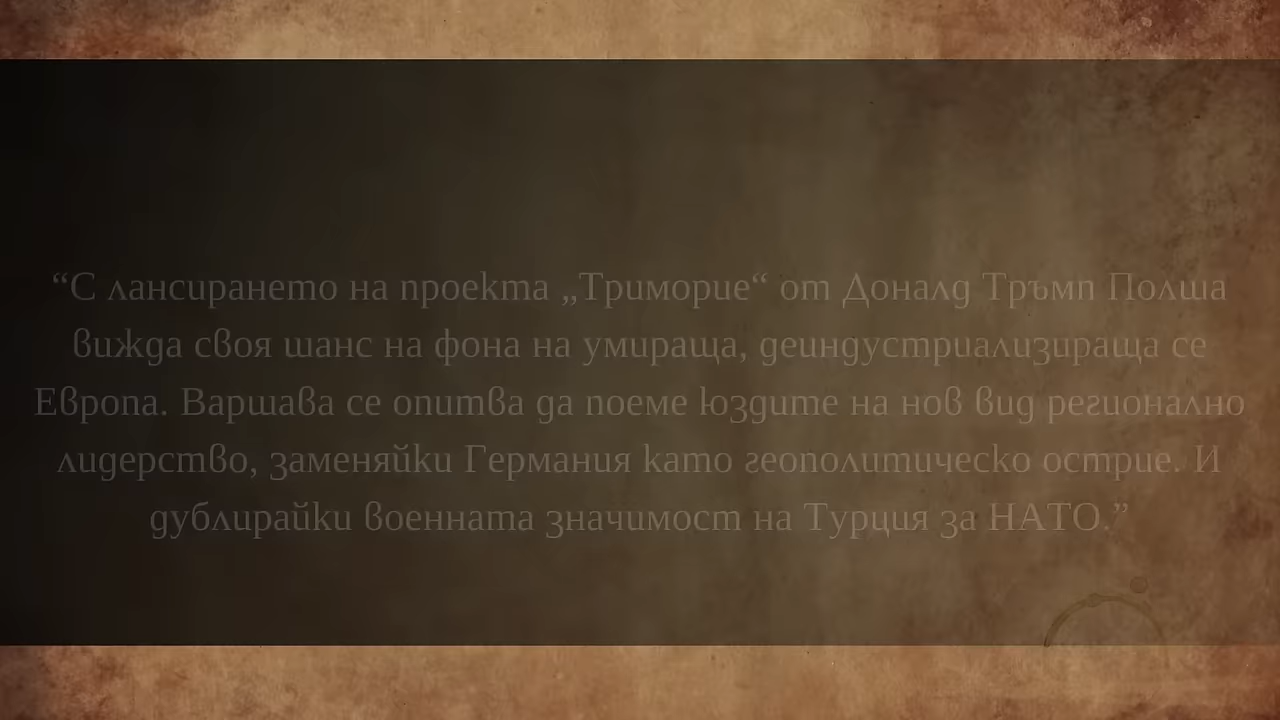 “С лансирането на проекта „Триморие“ от Доналд Тръмп Полша
вижда своя шанс на фона на умираща, деиндустриализираща се
Европа. Варшава се опитва да поеме юздите на нов вид регионално
лидерство, заменяйки Германия като геополитическо острие. И
дублирайки военната значимост на Турция за НАТО.”